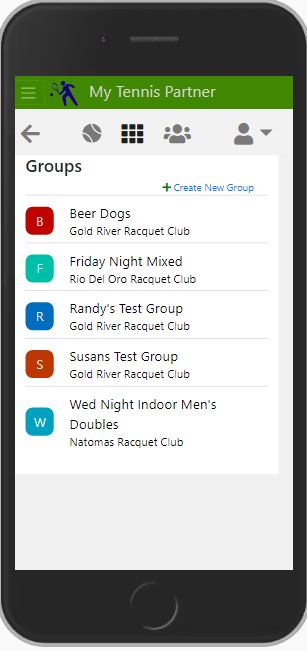 My Tennis Partner
Groups
+ Create New Group
B
Beer Dogs
Gold River Racquet Club
F
Friday Night Mixed
Rio Del Oro Racquet Club
R
Randy's Test Group
Gold River Racquet Club
S
Susans Test Group
Gold River Racquet Club
W
Wed Night Indoor Men's
Doubles
Natomas Racquet Club